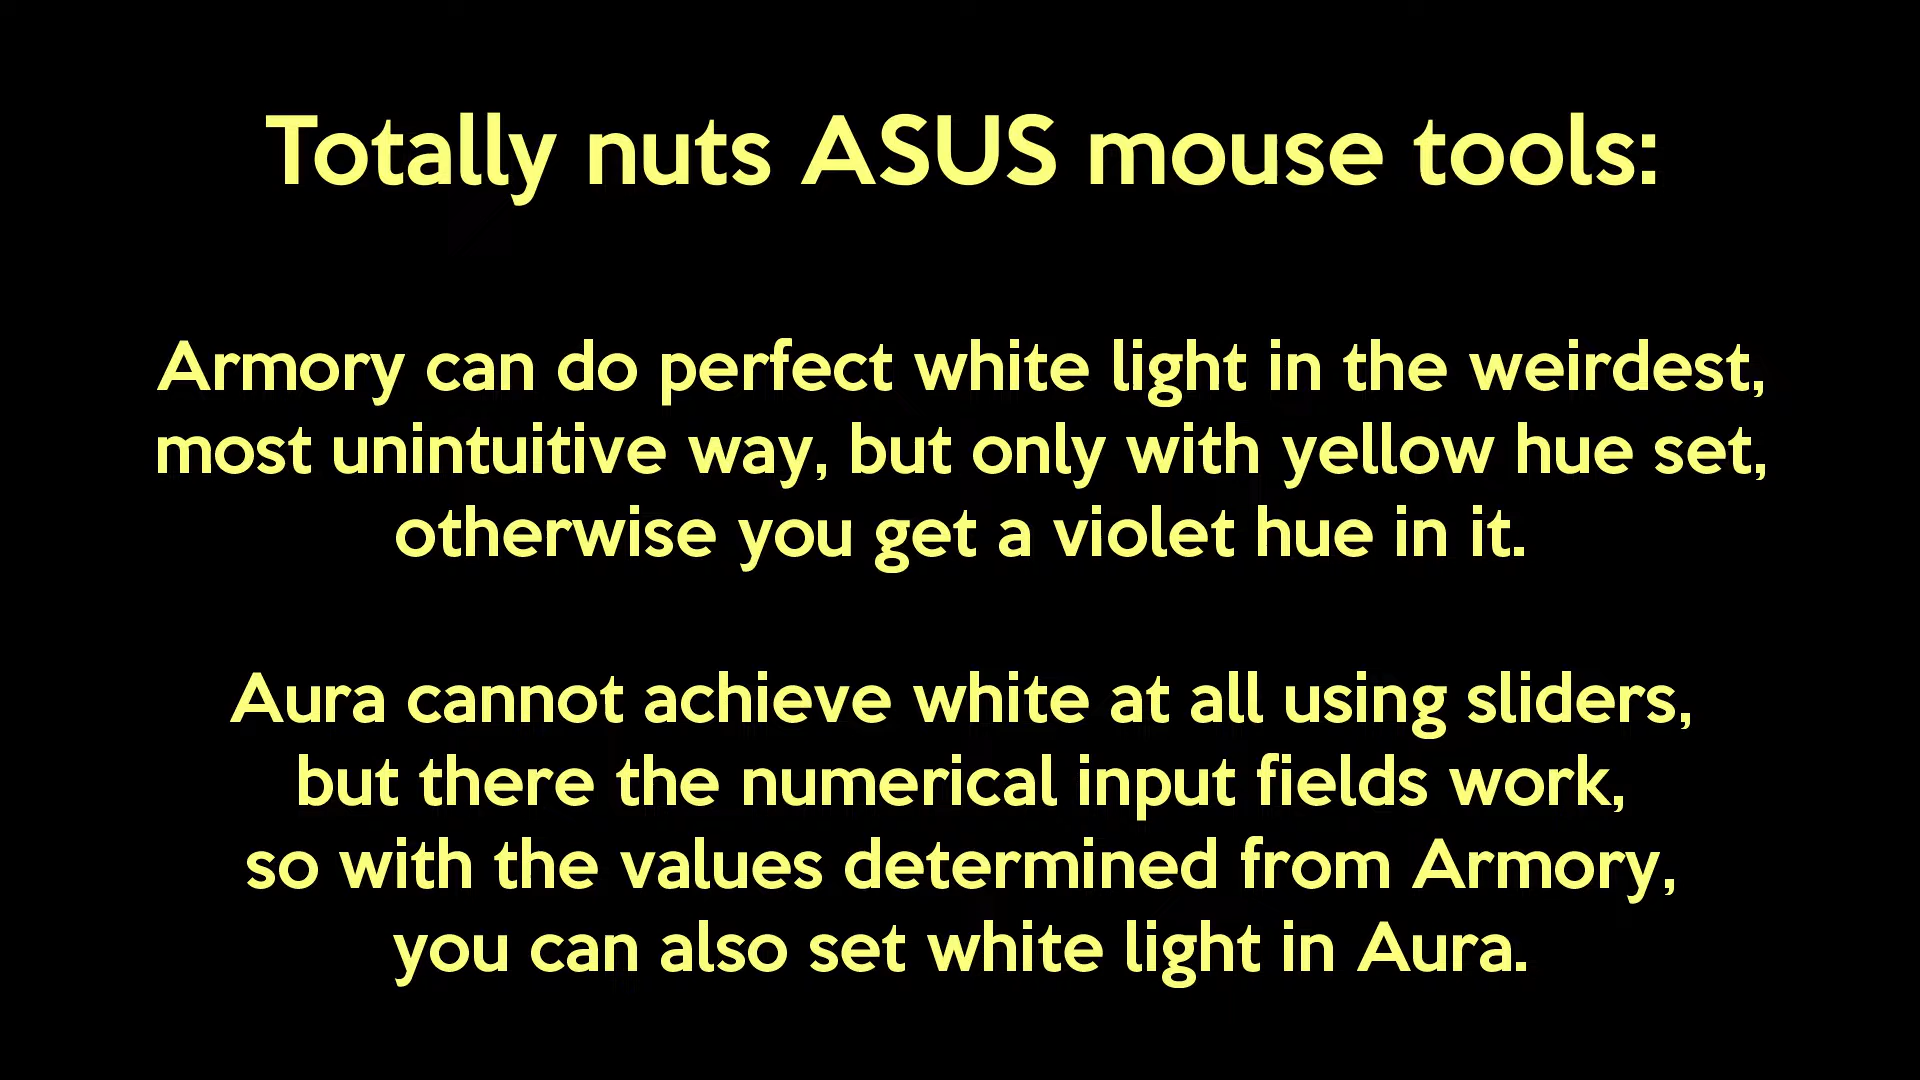 Totally nuts ASUS mouse tools:
Armory can do perfect white light in the weirdest,
most unintuitive way, but only with yellow hue set,
otherwise you get a violet hue in it.
Aura cannot achieve white at all using sliders,
but there the numerical input fields work,
so with the values determined from Armory,
you can also set white light in Aura.